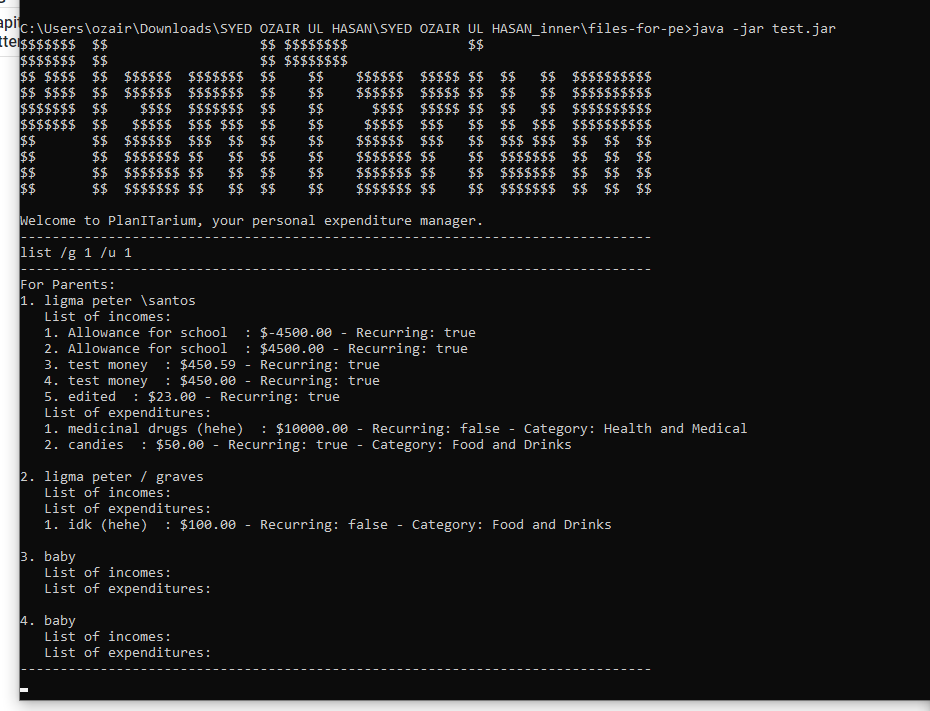 api
tte
C:\Users\ozair\Downloads\SYED OZAIR UL HASAN\SYED OZAIR UL HASAN_inner\files-for-pe>java -jar test.jar
$$$$$$$  $$                   $$ $$$$$$$$               $$
$$$$$$$  $$                   $$ $$$$$$$$
$$ $$$$  $$  $$$$$$  $$$$$$$  $$    $$    $$$$$$  $$$$$ $$  $$   $$  $$$$$$$$$$
$$ $$$$  $$  $$$$$$  $$$$$$$  $$    $$    $$$$$$  $$$$$ $$  $$   $$  $$$$$$$$$$
$$$$$$$  $$    $$$$  $$$$$$$  $$    $$      $$$$  $$$$$ $$  $$   $$  $$$$$$$$$$
$$$$$$$  $$   $$$$$  $$$ $$$  $$    $$     $$$$$  $$$   $$  $$  $$$  $$$$$$$$$$
$$       $$  $$$$$$  $$$  $$  $$    $$    $$$$$$  $$$   $$  $$$ $$$  $$  $$  $$
$$       $$  $$$$$$$ $$   $$  $$    $$    $$$$$$$ $$    $$  $$$$$$$  $$  $$  $$
$$       $$  $$$$$$$ $$   $$  $$    $$    $$$$$$$ $$    $$  $$$$$$$  $$  $$  $$
$$       $$  $$$$$$$ $$   $$  $$    $$    $$$$$$$ $$    $$  $$$$$$$  $$  $$  $$
Welcome to PlanITarium, your personal expenditure manager.
-------------------------------------------------------------------------------
list /g 1 /u 1
-------------------------------------------------------------------------------
For Parents:
1. ligma peter \santos
   List of incomes:
   1. Allowance for school  : $-4500.00 - Recurring: true
   2. Allowance for school  : $4500.00 - Recurring: true
   3. test money  : $450.59 - Recurring: true
   4. test money  : $450.00 - Recurring: true
   5. edited  : $23.00 - Recurring: true
   List of expenditures:
   1. medicinal drugs (hehe)  : $10000.00 - Recurring: false - Category: Health and Medical
   2. candies  : $50.00 - Recurring: true - Category: Food and Drinks
2. ligma peter / graves
   List of incomes:
   List of expenditures:
   1. idk (hehe)  : $100.00 - Recurring: false - Category: Food and Drinks
3. baby
   List of incomes:
   List of expenditures:
4. baby
   List of incomes:
   List of expenditures:
-------------------------------------------------------------------------------